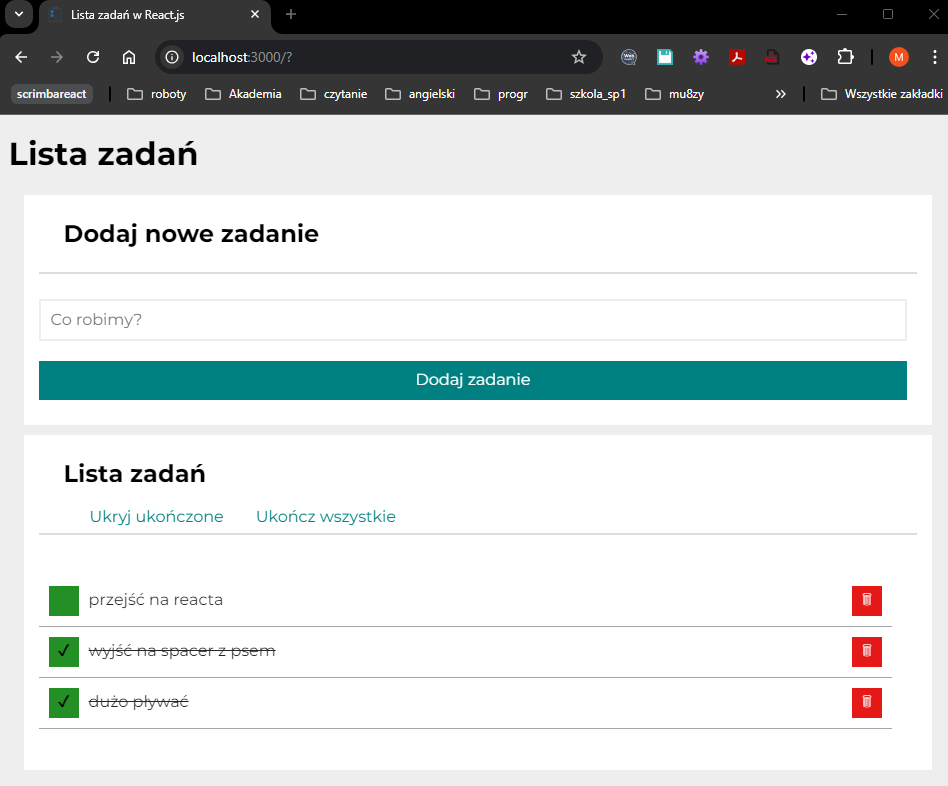 Lista zadań w React.js
localhost:3000/?
M
scrimbareact roboty Akademia czytanie angielski progr szkola_sp1 mu8zy » Wszystkie zakładki
Lista zadań
Dodaj nowe zadanie
Co robimy?
Dodaj zadanie
Lista zadań
Ukryj ukończone Ukończ wszystkie
przejść na reacta
✓ wyjść na spacer z psem
✓ dużo pływać